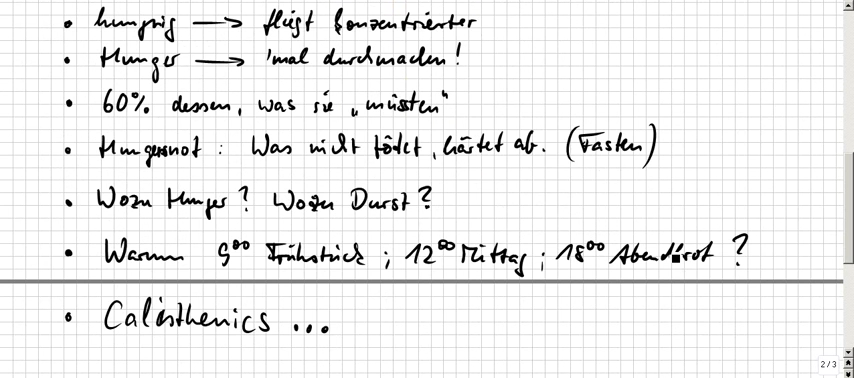 • hungrig → fliegt konzentrierter
• Hunger → 'mal durchmachen!
• 60% dessen, was sie „müssten"
• Hungersnot : Was nicht tödet, härtet ab. (Fasten)
• Wozu Hunger? Wozu Durst?
• Warum 9⁰⁰ Frühstück ; 12⁰⁰ Mittag ; 18⁰⁰ Abendbrot ?
• Calisthenics ...
2/3